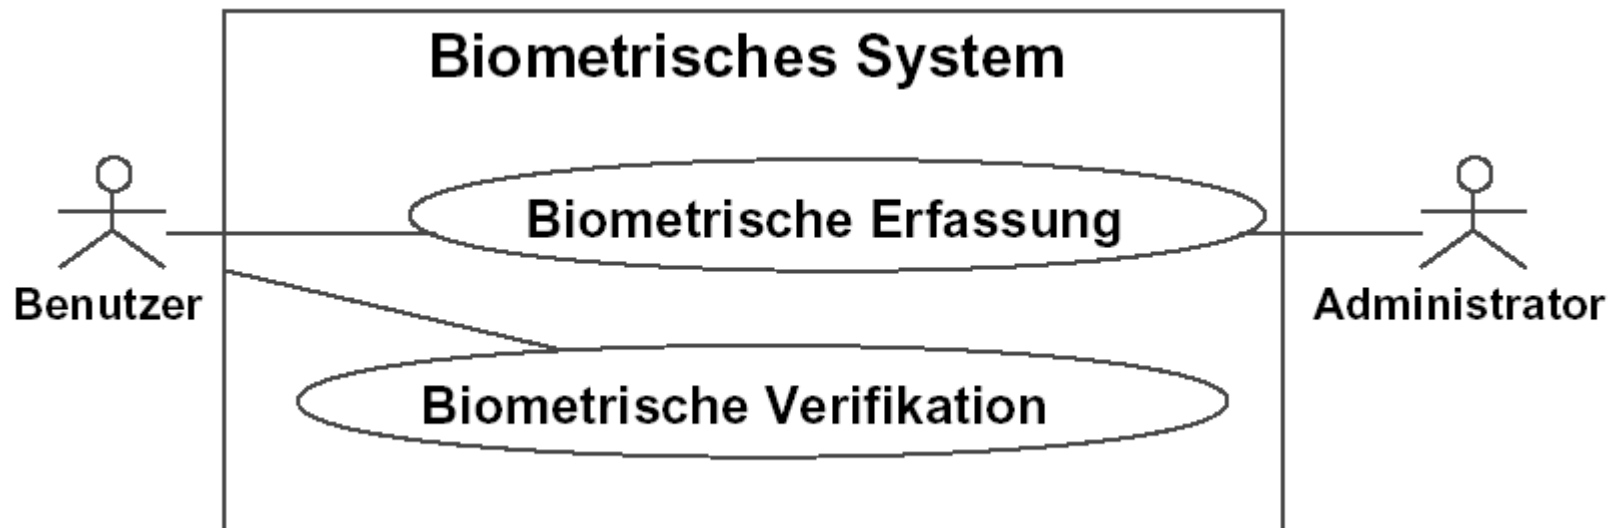 Biometrisches System
Biometrische Erfassung
Benutzer
Administrator
Biometrische Verifikation